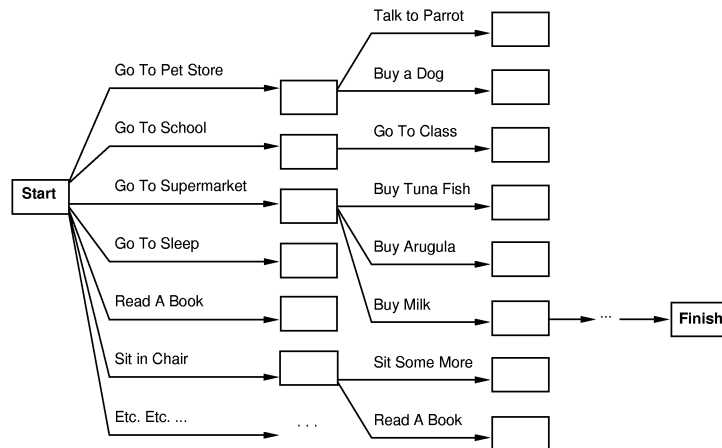 Talk to Parrot
Go To Pet Store
Buy a Dog
Go To School
Go To Class
Start
Go To Supermarket
Buy Tuna Fish
Go To Sleep
Buy Arugula
Read A Book
Buy Milk
...
Finish
Sit in Chair
Sit Some More
Etc. Etc. ...
. . .
Read A Book